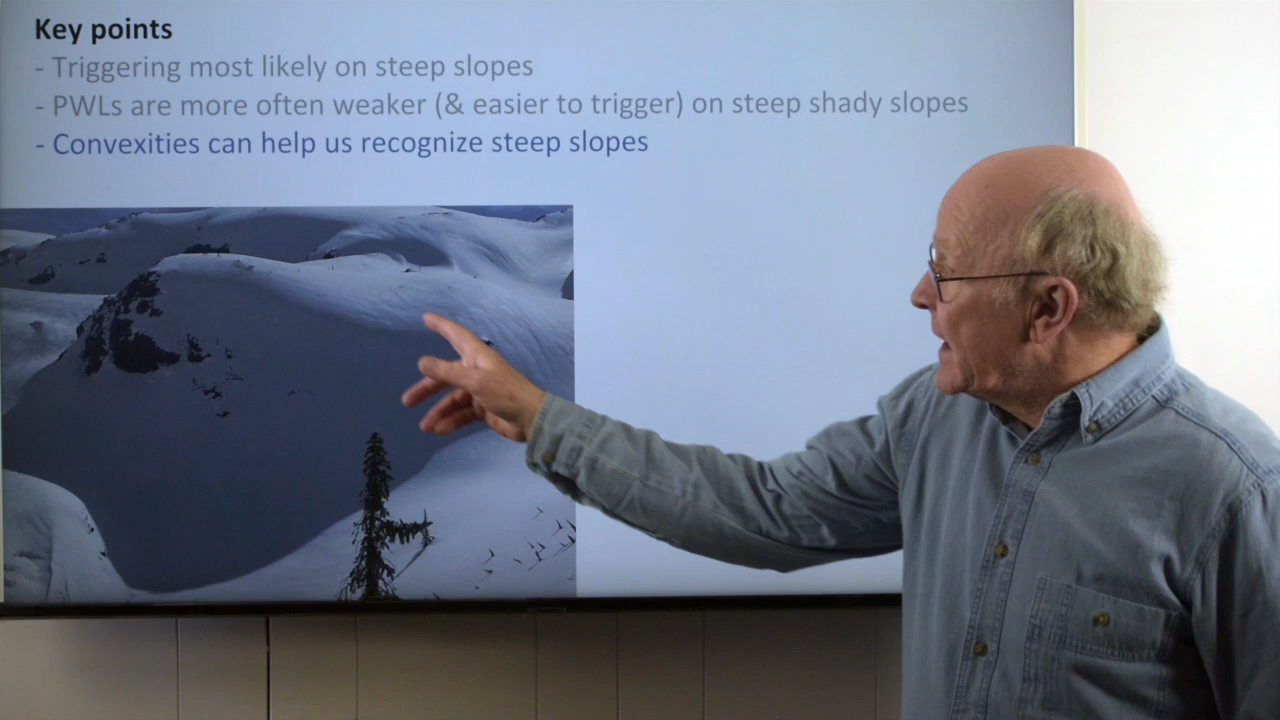 Key points
- Triggering most likely on steep slopes
- PWLs are more often weaker (& easier to trigger) on steep shady slopes
- Convexities can help us recognize steep slopes